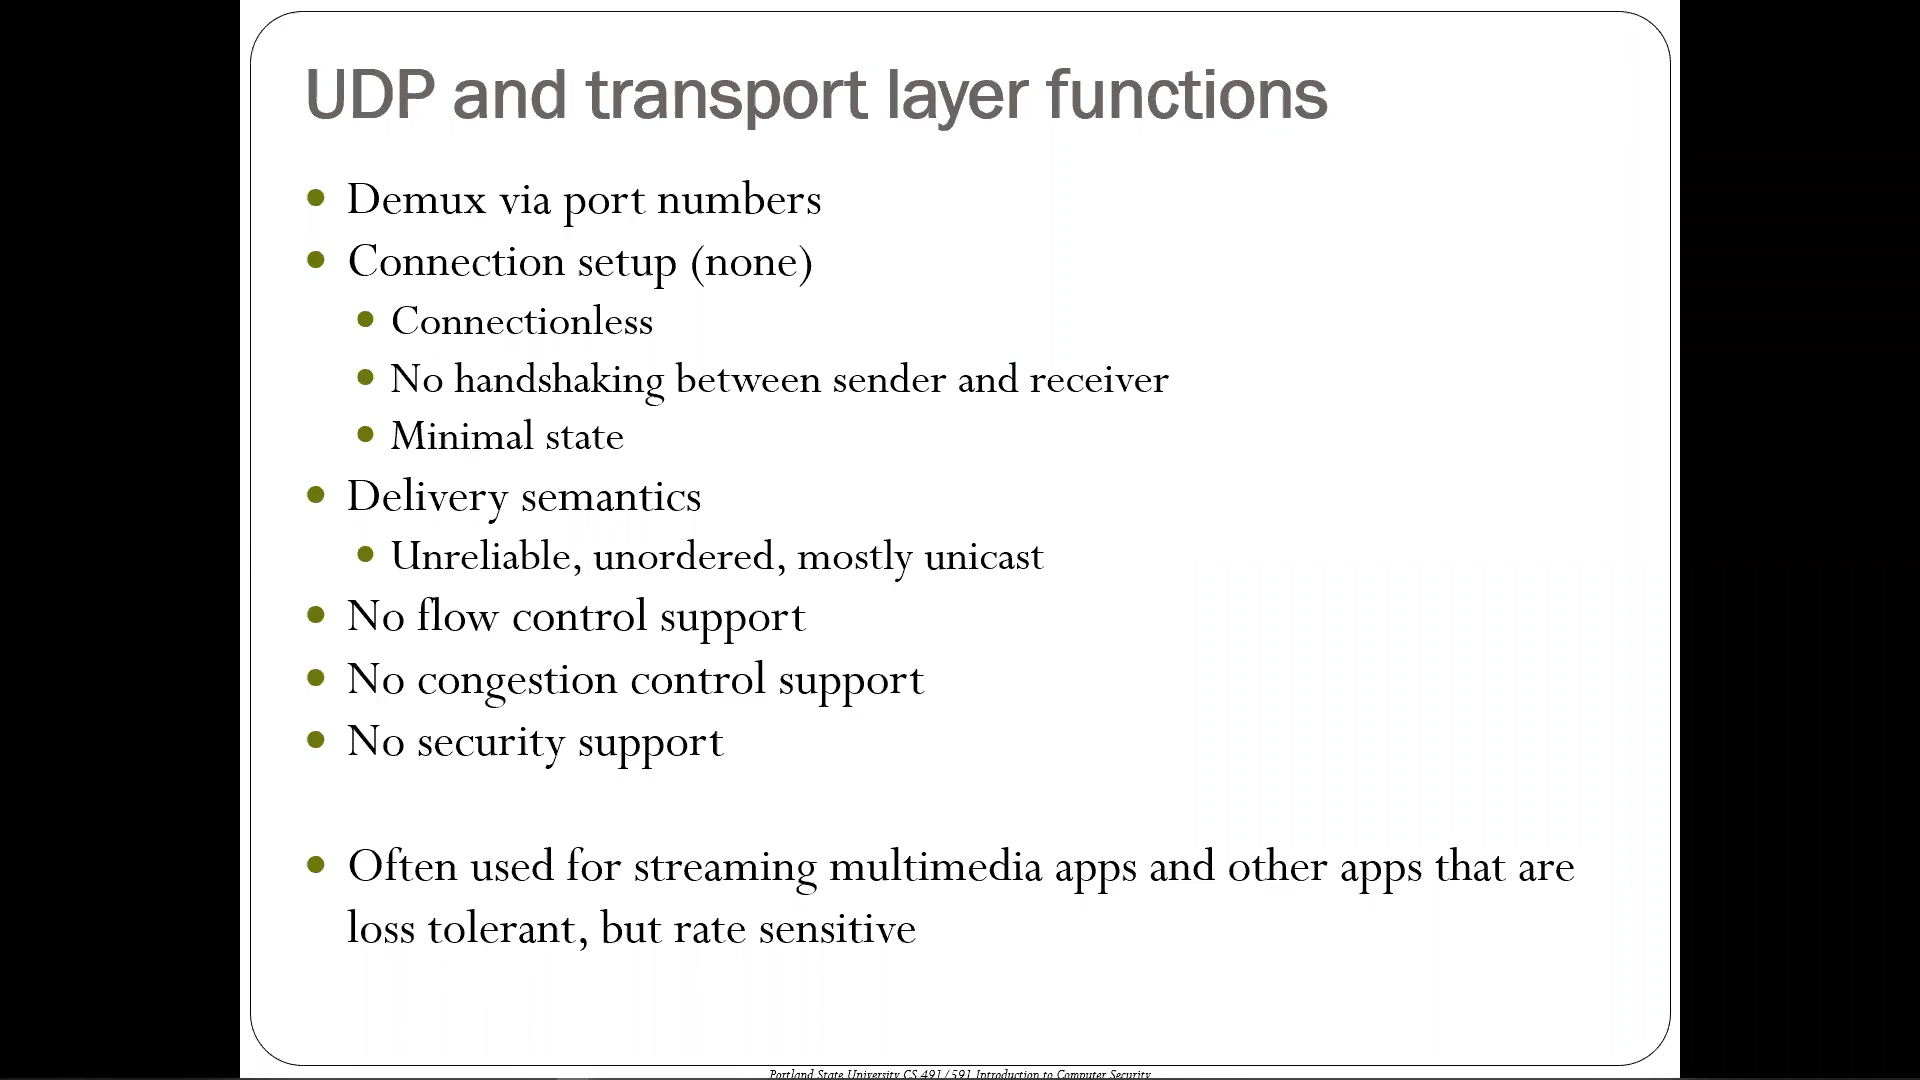 UDP and transport layer functions
Demux via port numbers
Connection setup (none)
Connectionless
No handshaking between sender and receiver
Minimal state
Delivery semantics
Unreliable, unordered, mostly unicast
No flow control support
No congestion control support
No security support
Often used for streaming multimedia apps and other apps that are
loss tolerant, but rate sensitive
Portland State University CS 491/591 Introduction to Computer Security